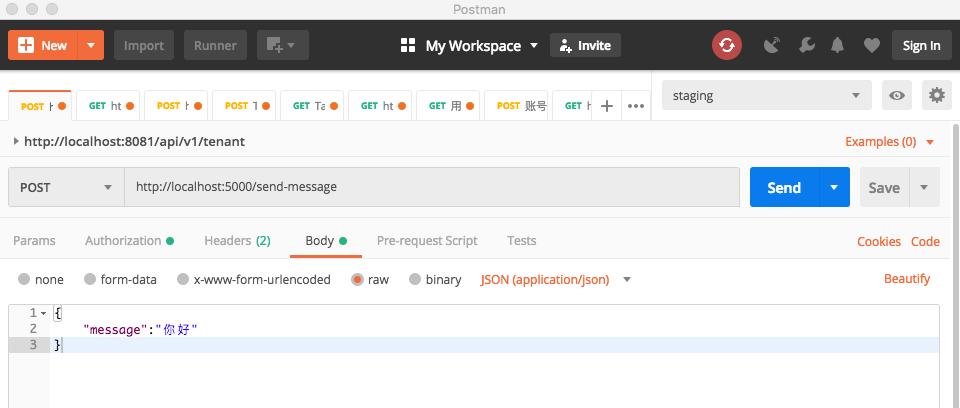 Postman
New Import Runner My Workspace Invite Sign In
POST GET ht POST POST GET Ta GET ht GET 用 POST 账号 GET staging
http://localhost:8081/api/v1/tenant Examples (0)
POST http://localhost:5000/send-message Send Save
Params Authorization Headers (2) Body Pre-request Script Tests Cookies Code
none form-data x-www-form-urlencoded raw binary JSON (application/json) Beautify
1 {
2 "message":"你好"
3 }